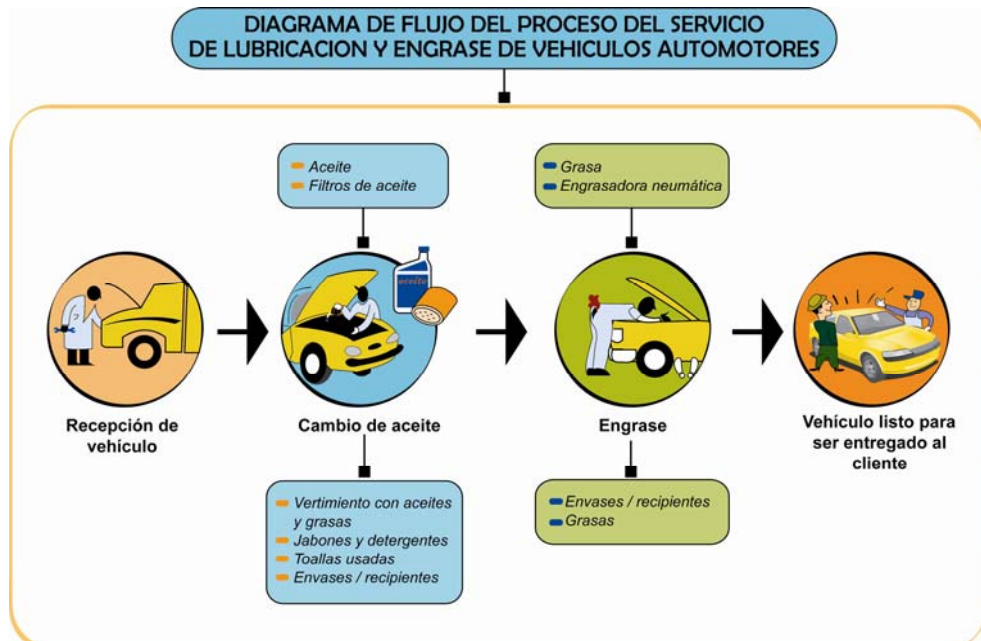 DIAGRAMA DE FLUJO DEL PROCESO DEL SERVICIO
DE LUBRICACION Y ENGRASE DE VEHICULOS AUTOMOTORES
Aceite
Filtros de aceite
Grasa
Engrasadora neumática
aceite
Recepción de
vehículo
Cambio de aceite
Engrase
Vehículo listo para
ser entregado al
cliente
Vertimiento con aceites
y grasas
Jabones y detergentes
Toallas usadas
Envases / recipientes
Envases / recipientes
Grasas